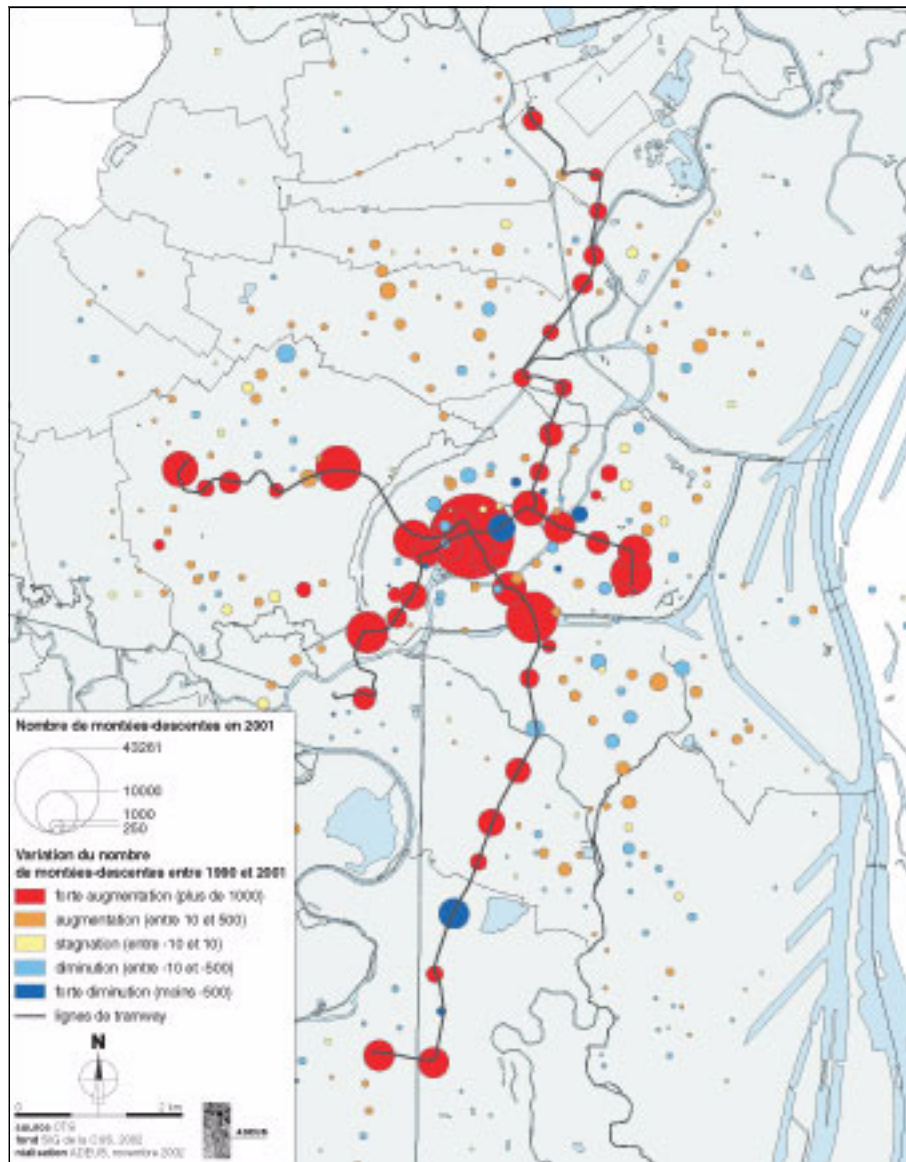 Nombre de montées-descentes en 2001
43261
10000
1000
250
Variation du nombre
de montées-descentes entre 1990 et 2001
forte augmentation (plus de 1000)
augmentation (entre 10 et 500)
stagnation (entre -10 et 10)
diminution (entre -10 et -500)
forte diminution (moins -500)
lignes de tramway
N
0 2 km
source CTS
fond SIG de la CUS, 2002
réalisation ADEUS, novembre 2002
ADEUS